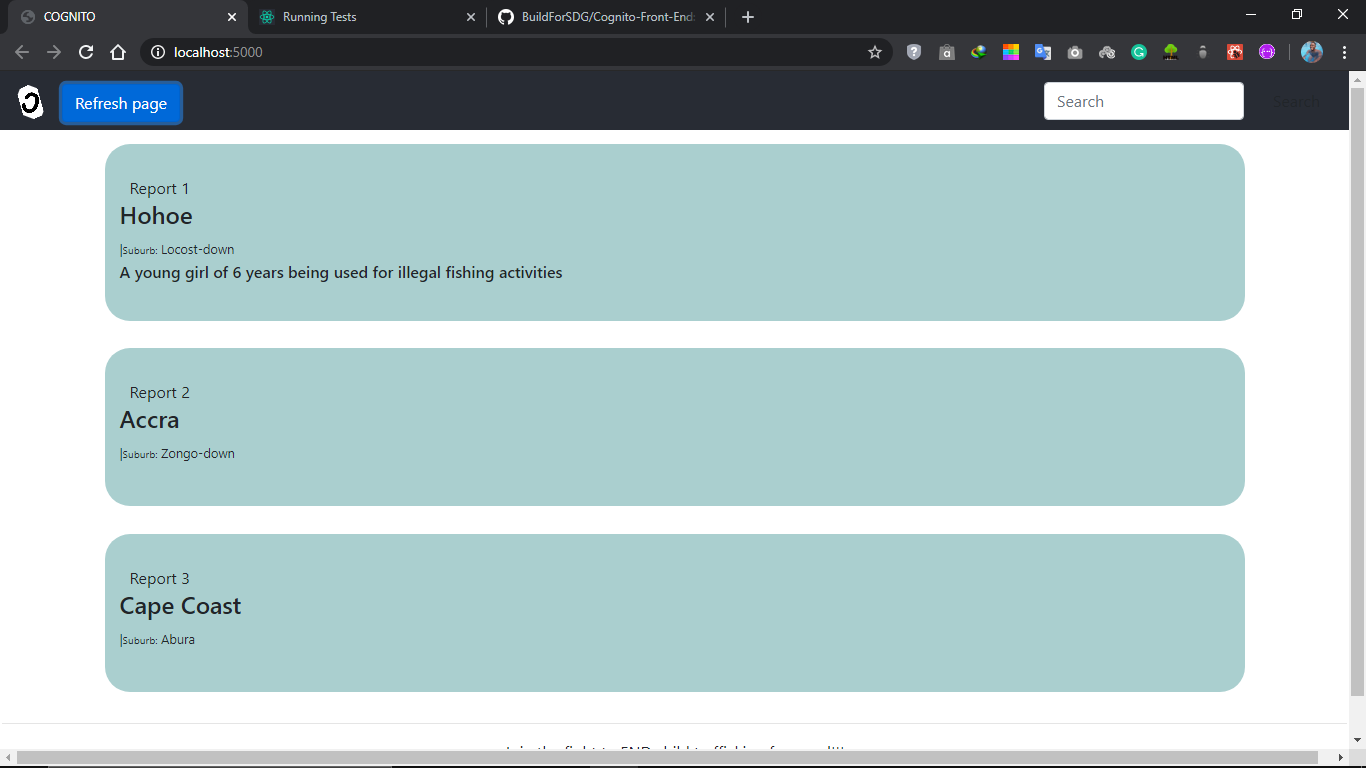 COGNITO
Running Tests
BuildForSDG/Cognito-Front-End
localhost:5000
Refresh page
Search
Search
Report 1
Hohoe
|Suburb: Locost-down
A young girl of 6 years being used for illegal fishing activities
Report 2
Accra
|Suburb: Zongo-down
Report 3
Cape Coast
|Suburb: Abura